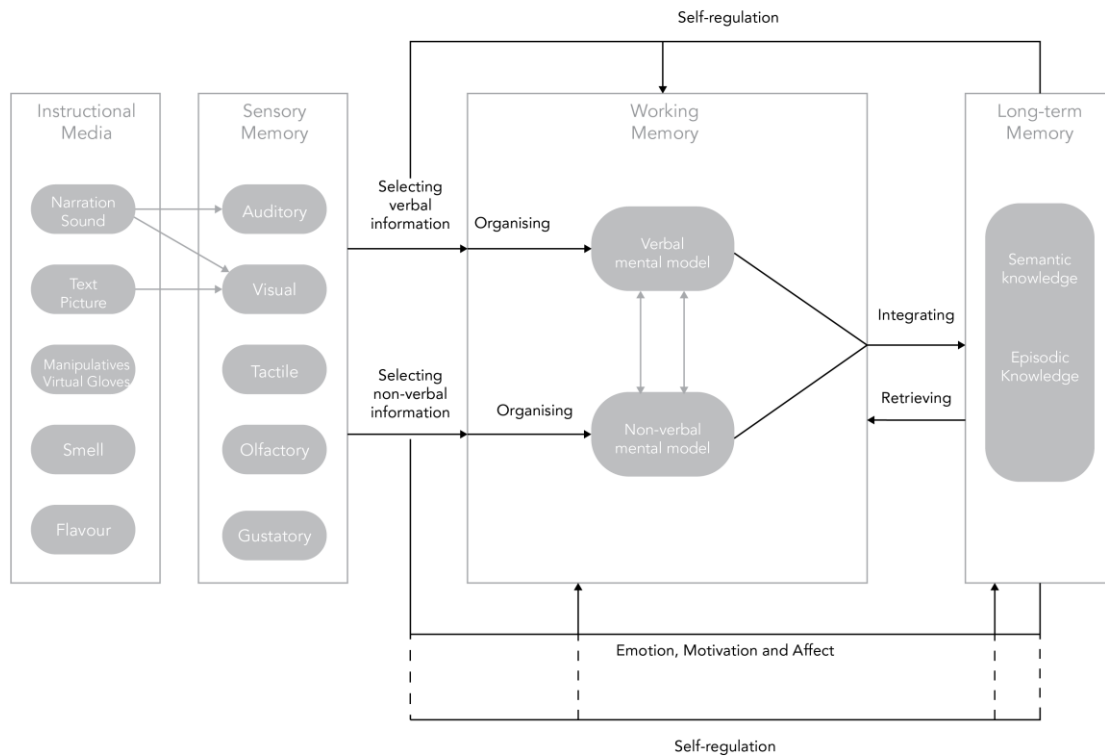 Self-regulation
Instructional
Media
Narration
Sound
Text
Picture
Manipulatives
Virtual Gloves
Smell
Flavour
Sensory
Memory
Auditory
Visual
Tactile
Olfactory
Gustatory
Selecting
verbal
information
Selecting
non-verbal
information
Working
Memory
Organising
Verbal
mental model
Organising
Non-verbal
mental model
Integrating
Retrieving
Long-term
Memory
Semantic
knowledge
Episodic
Knowledge
Emotion, Motivation and Affect
Self-regulation